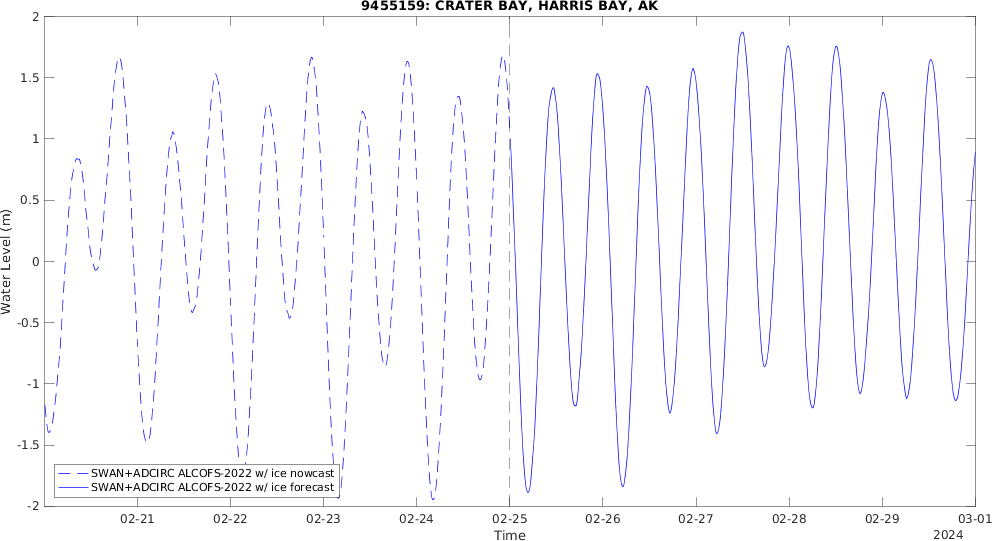 9455159: CRATER BAY, HARRIS BAY, AK
Water Level (m)
2
1.5
1
0.5
0
-0.5
-1
-1.5
-2
SWAN+ADCIRC ALCOFS-2022 w/ ice nowcast
SWAN+ADCIRC ALCOFS-2022 w/ ice forecast
02-21 02-22 02-23 02-24 02-25 02-26 02-27 02-28 02-29 03-01
Time
2024